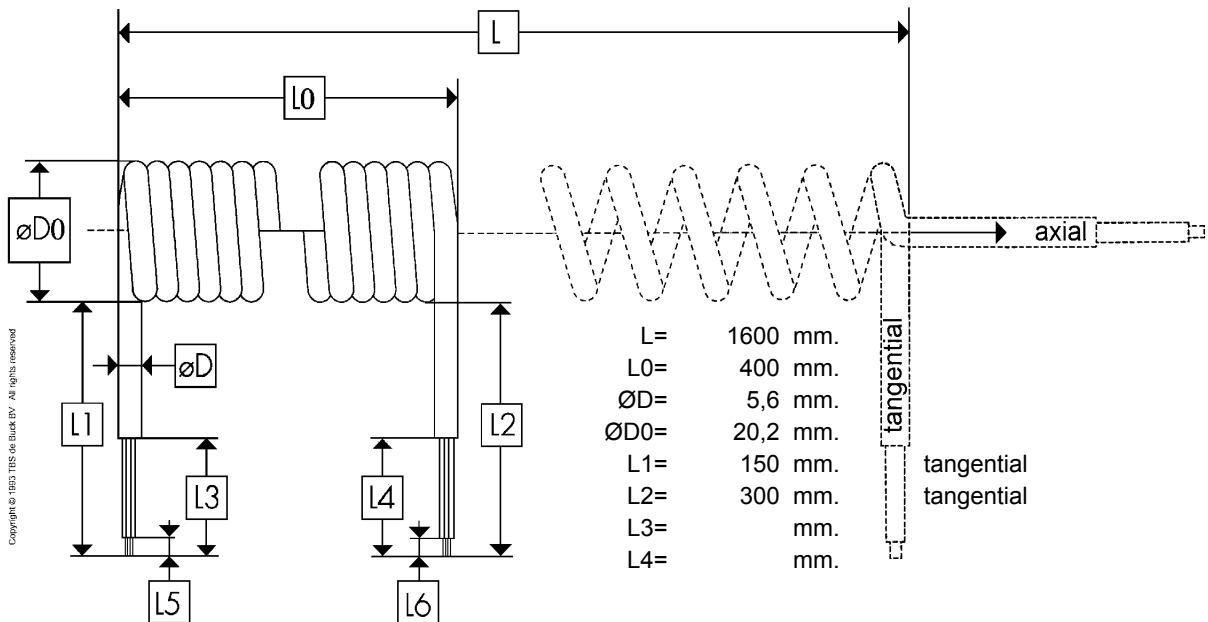 L
L0
øD0
axial
øD
L1
L3
L4
L2
L5
L6
tangential
L= 1600 mm.
L0= 400 mm.
ØD= 5,6 mm.
ØD0= 20,2 mm.
L1= 150 mm. tangential
L2= 300 mm. tangential
L3= mm.
L4= mm.
Copyright © 1993 TBS de Buck BV All rights reserved